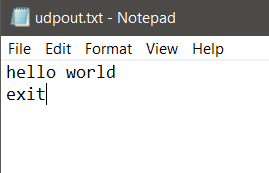 udpout.txt - Notepad
File Edit Format View Help
hello world
exit